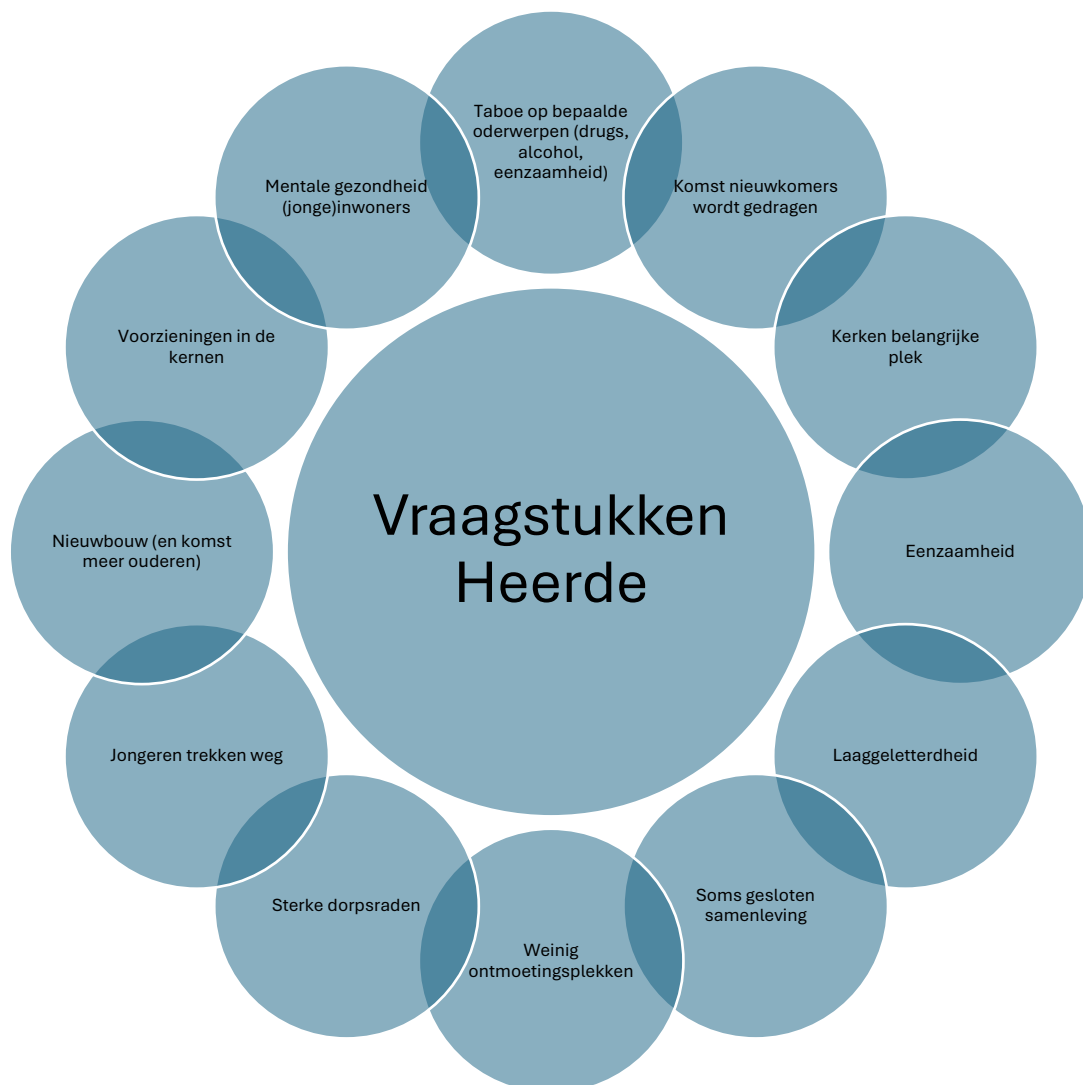 Taboe op bepaalde
oderwerpen (drugs,
alcohol,
eenzaamheid)
Komst nieuwkomers
wordt gedragen
Kerken belangrijke
plek
Eenzaamheid
Laaggeletterdheid
Soms gesloten
samenleving
Weinig
ontmoetingsplekken
Sterke dorpsraden
Jongeren trekken weg
Nieuwbouw (en komst
meer ouderen)
Voorzieningen in de
kernen
Mentale gezondheid
(jonge)inwoners
Vraagstukken
Heerde